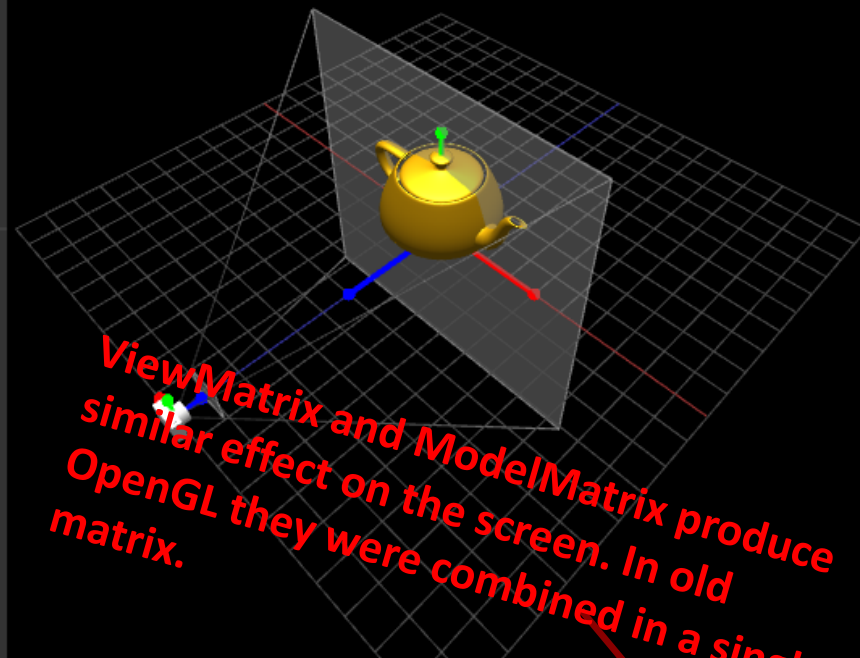 ViewMatrix and ModelMatrix produce
similar effect on the screen. In old
OpenGL they were combined in a
matrix.